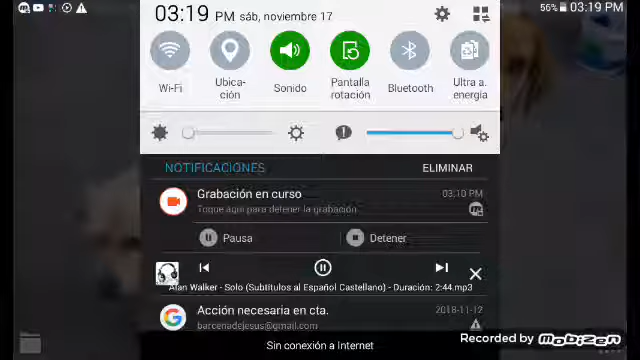 03:19 PM sáb, noviembre 17
56% 03:19 PM
Wi-Fi
Ubica-
ción
Sonido
Pantalla
rotación
Bluetooth
Ultra a.
energía
NOTIFICACIONES
ELIMINAR
Grabación en curso
03:10 PM
Toque aquí para detener la grabación
Pausa
Detener
Alan Walker - Solo (Subtitulos al Español Castellano) - Duración: 2:44.mp3
Acción necesaria en cta.
2018-11-12
barcenadejesus@gmail.com
Sin conexión a Internet
Recorded by Mobizen